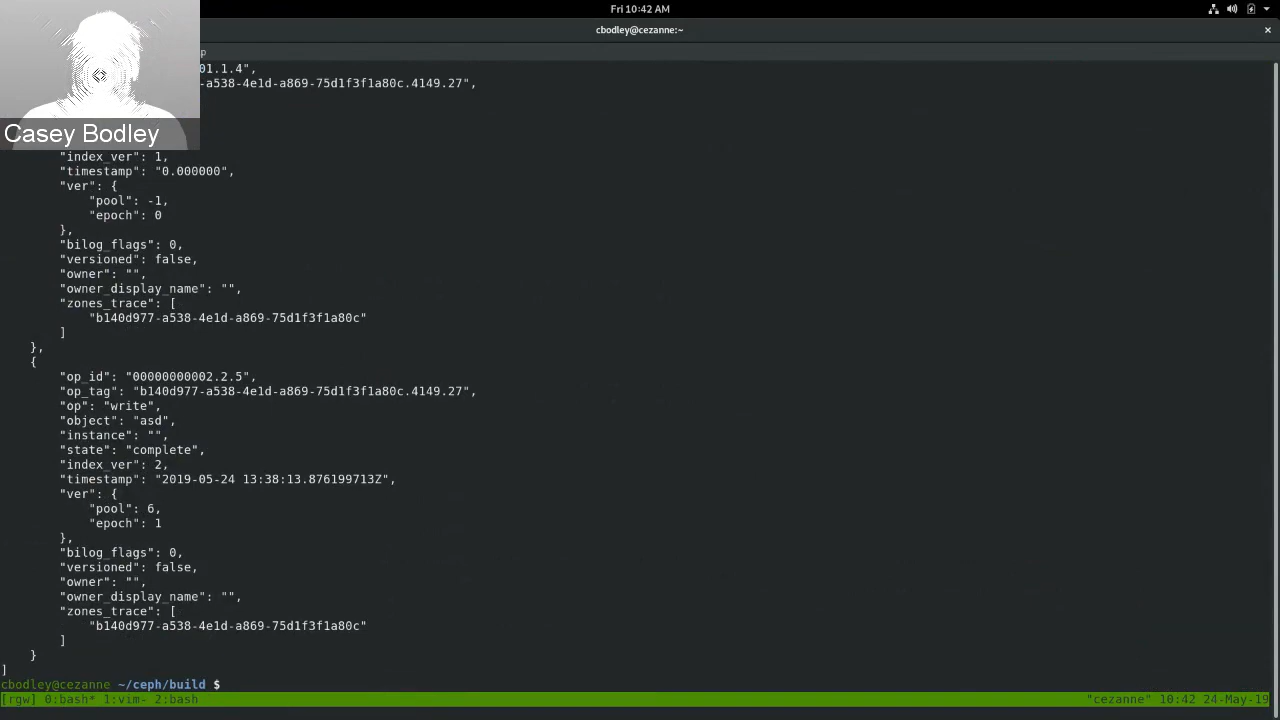 Fri 10:42 AM
cbodley@cezanne:~
p
01.1.4",
-a538-4e1d-a869-75d1f3f1a80c.4149.27",
Casey Bodley
"index_ver": 1,
"timestamp": "0.000000",
"ver": {
"pool": -1,
"epoch": 0
},
"bilog_flags": 0,
"versioned": false,
"owner": "",
"owner_display_name": "",
"zones_trace": [
"b140d977-a538-4e1d-a869-75d1f3f1a80c"
]
},
{
"op_id": "00000000002.2.5",
"op_tag": "b140d977-a538-4e1d-a869-75d1f3f1a80c.4149.27",
"op": "write",
"object": "asd",
"instance": "",
"state": "complete",
"index_ver": 2,
"timestamp": "2019-05-24 13:38:13.876199713Z",
"ver": {
"pool": 6,
"epoch": 1
},
"bilog_flags": 0,
"versioned": false,
"owner": "",
"owner_display_name": "",
"zones_trace": [
"b140d977-a538-4e1d-a869-75d1f3f1a80c"
]
}
]
cbodley@cezanne ~/ceph/build $
[rgw] 0:bash* 1:vim- 2:bash "cezanne" 10:42 24-May-19